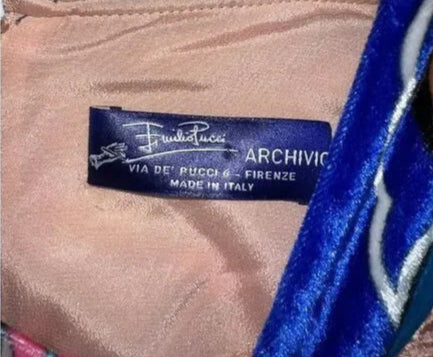 Emilio Pucci
ARCHIVIO
VIA DE' PUCCI 6 - FIRENZE
MADE IN ITALY